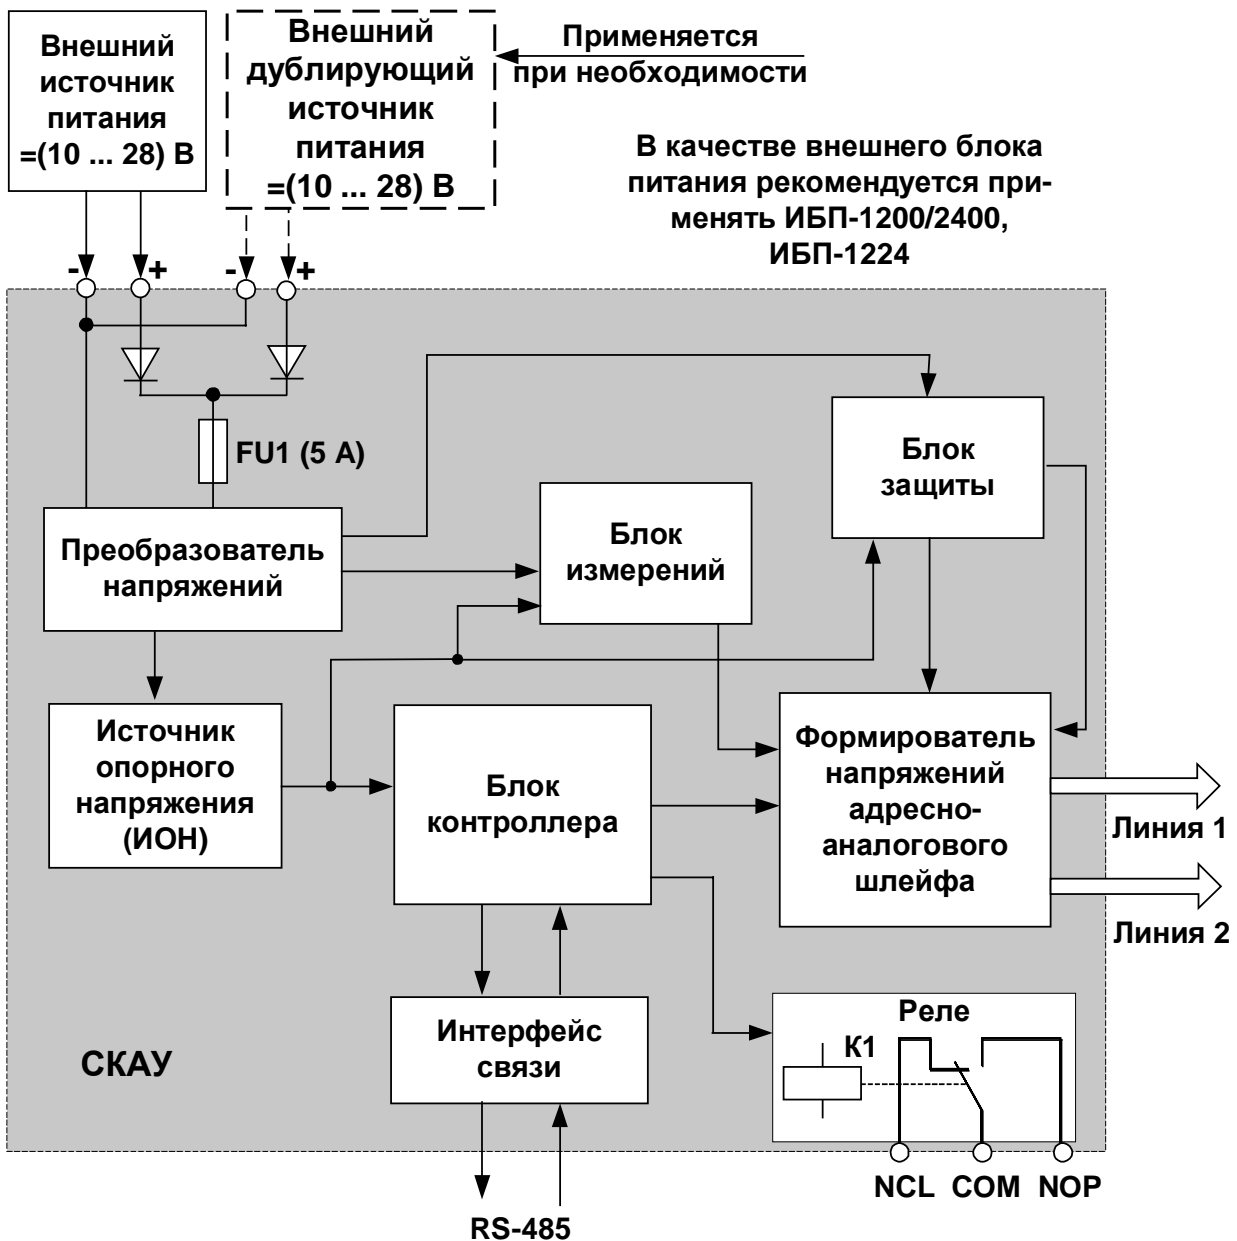 Внешний
источник
питания
=(10 ... 28) В
Внешний
дублирующий
источник
питания
=(10 ... 28) В
Применяется
при необходимости
В качестве внешнего блока
питания рекомендуется при-
менять ИБП-1200/2400,
ИБП-1224
- + - +
FU1 (5 А)
Блок
защиты
Преобразователь
напряжений
Блок
измерений
Источник
опорного
напряжения
(ИОН)
Блок
контроллера
Формирователь
напряжений
адресно-
аналогового
шлейфа
Линия 1
Линия 2
Интерфейс
связи
СКАУ
Реле
К1
NCL COM NOP
RS-485